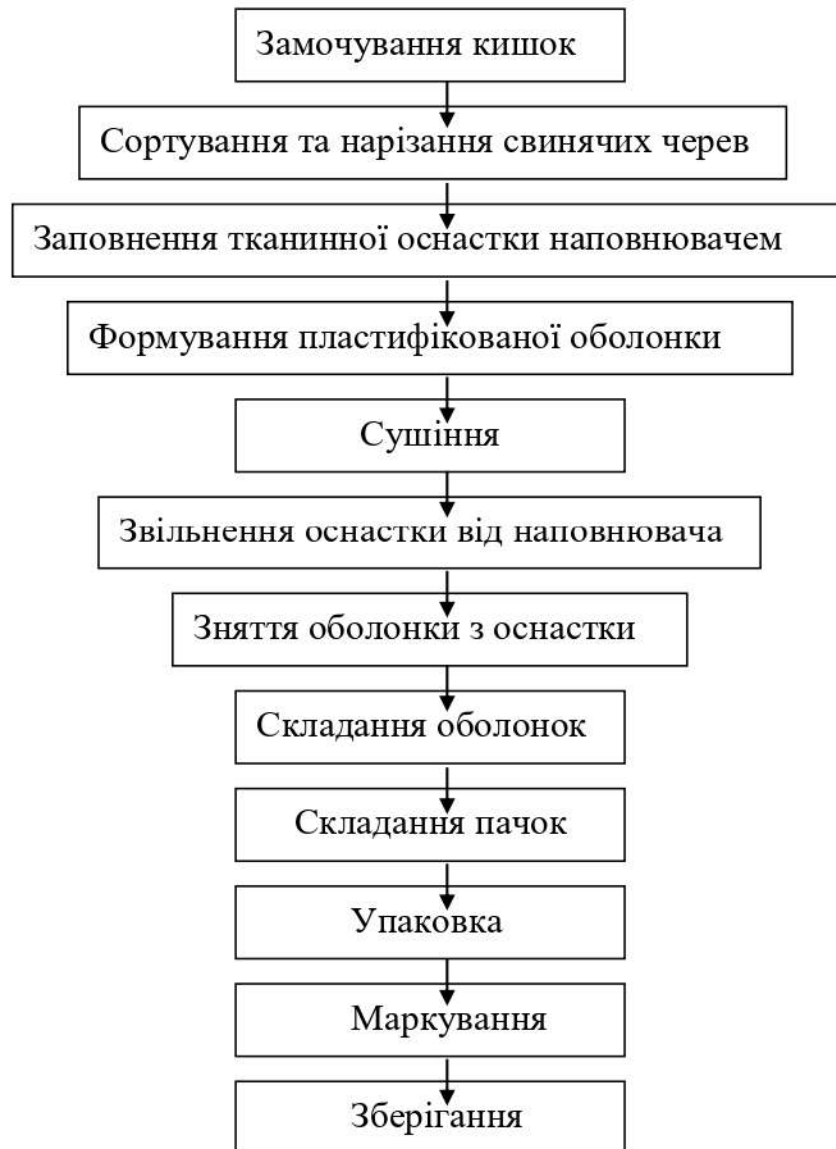 Замочування кишок
Сортування та нарізання свинячих черев
Заповнення тканинної оснастки наповнювачем
Формування пластифікованої оболонки
Сушіння
Звільнення оснастки від наповнювача
Зняття оболонки з оснастки
Складання оболонок
Складання пачок
Упаковка
Маркування
Зберігання